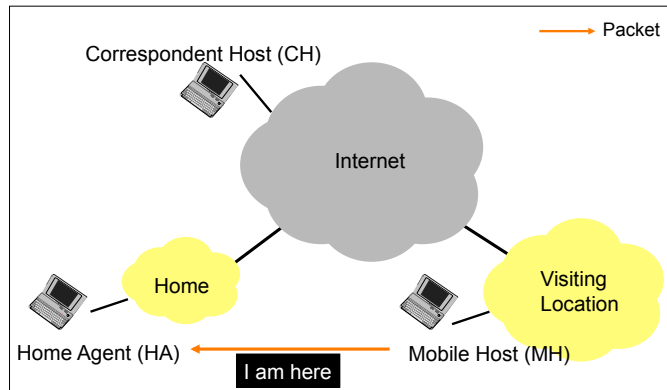 Packet
Correspondent Host (CH)
Internet
Home
Visiting
Location
Home Agent (HA)
I am here
Mobile Host (MH)